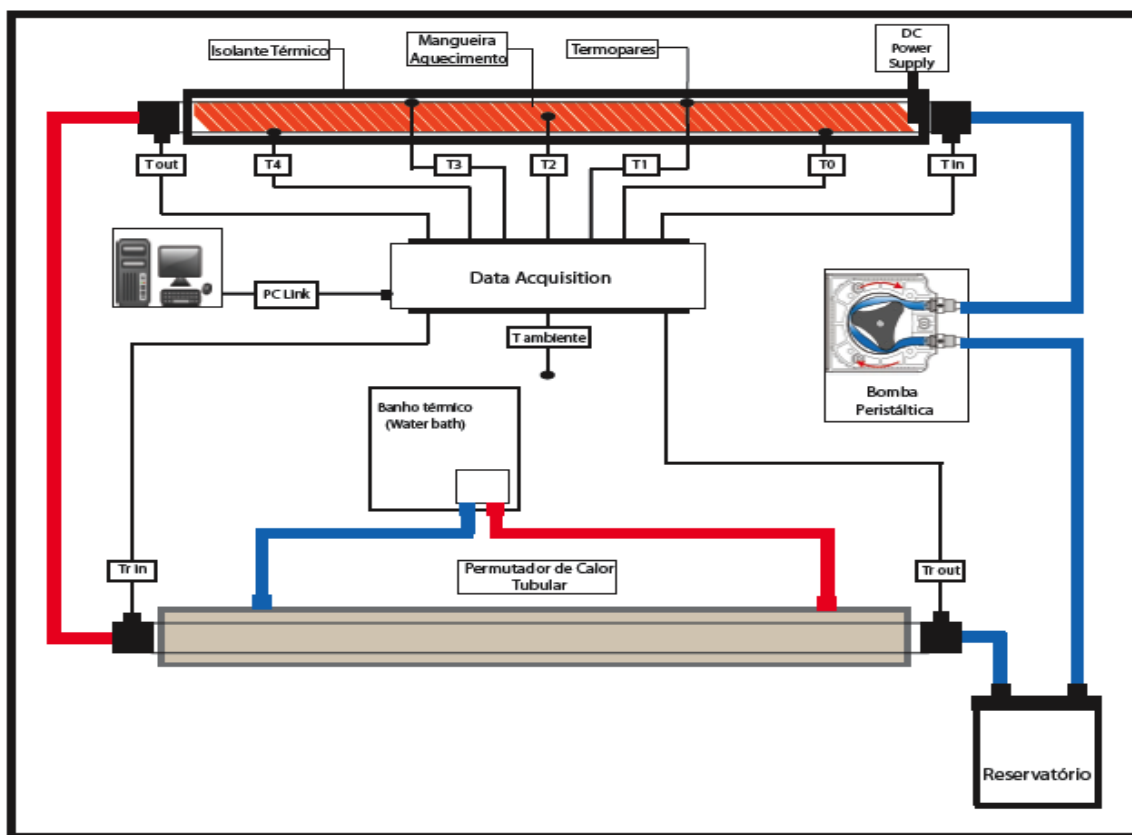 Isolante Térmico
Mangueira
Aquecimento
Termopares
DC
Power
Supply
T out
T4
T3
T2
T1
T0
T in
Data Acquisition
PC Link
T ambiente
Bomba
Peristáltica
Banho térmico
(Water bath)
Permutador de Calor
Tubular
Tr in
Tr out
Reservatório